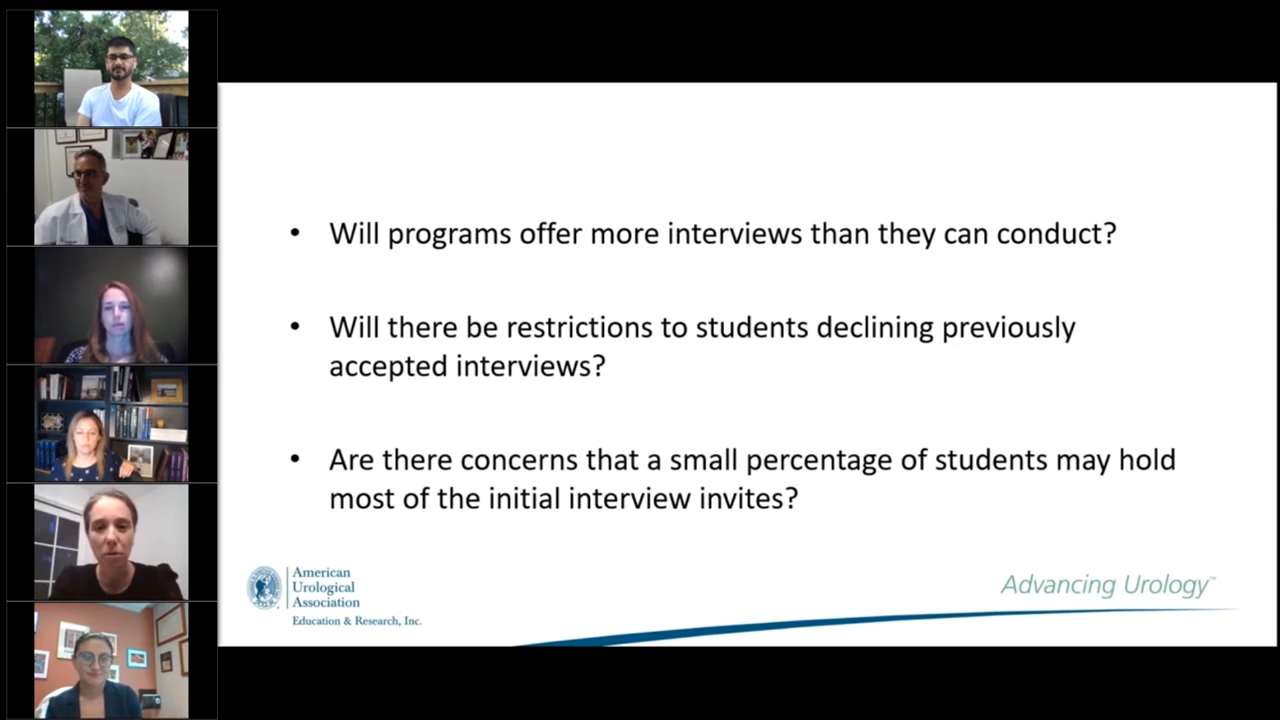 • Will programs offer more interviews than they can conduct?
• Will there be restrictions to students declining previously
accepted interviews?
• Are there concerns that a small percentage of students may hold
most of the initial interview invites?
American
Urological
Association
Education & Research, Inc.
Advancing Urology™